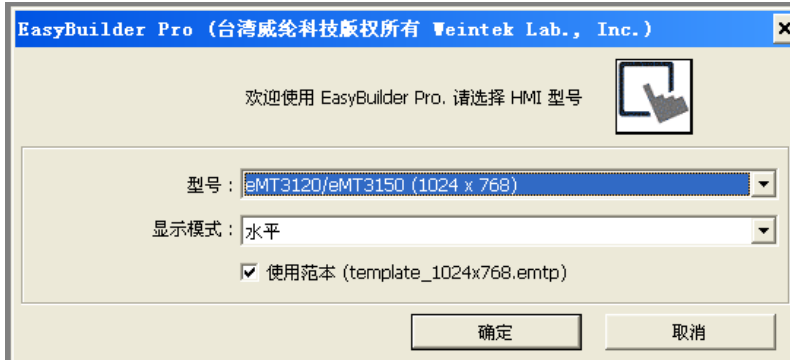 EasyBuilder Pro (台湾威纶科技版权所有 Weintek Lab., Inc.)
欢迎使用 EasyBuilder Pro. 请选择 HMI 型号
型号：eMT3120/eMT3150 (1024 x 768)
显示模式：水平
使用范本 (template_1024x768.emtp)
确定 取消